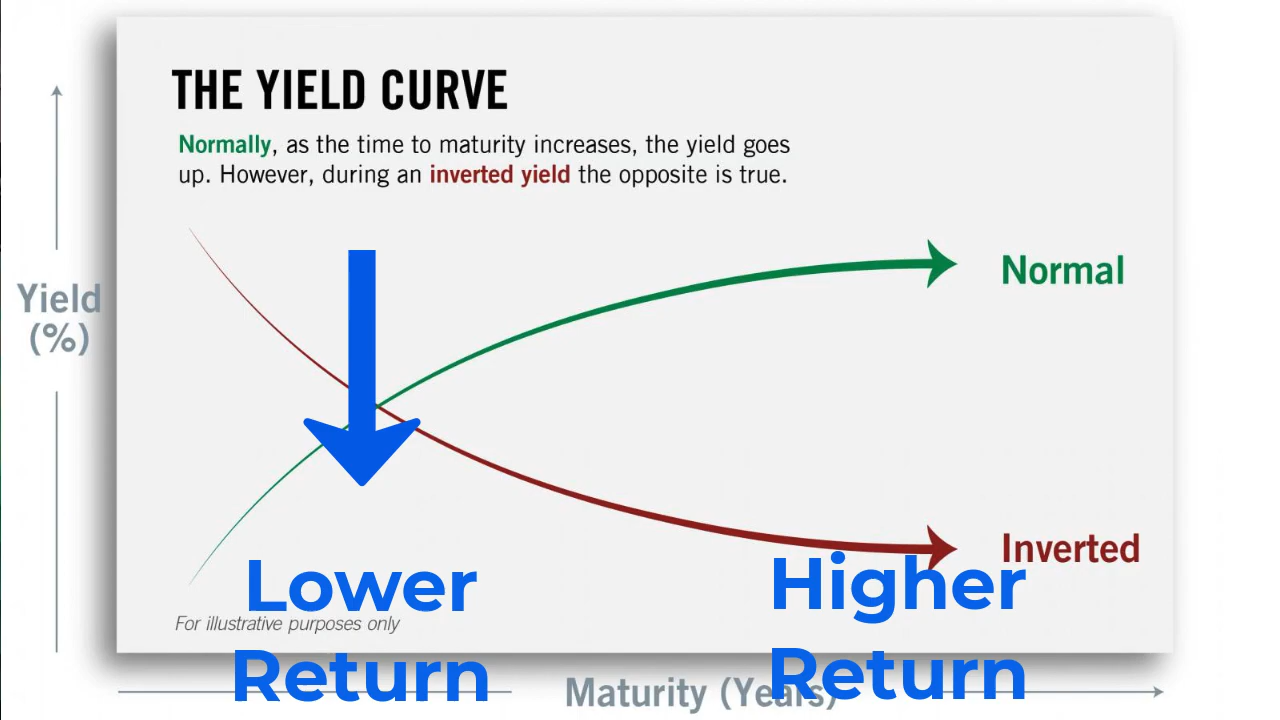 THE YIELD CURVE
Normally, as the time to maturity increases, the yield goes
up. However, during an inverted yield the opposite is true.
Yield
(%)
Normal
Inverted
Lower
Return
Higher
Return
For illustrative purposes only
Maturity (Years)